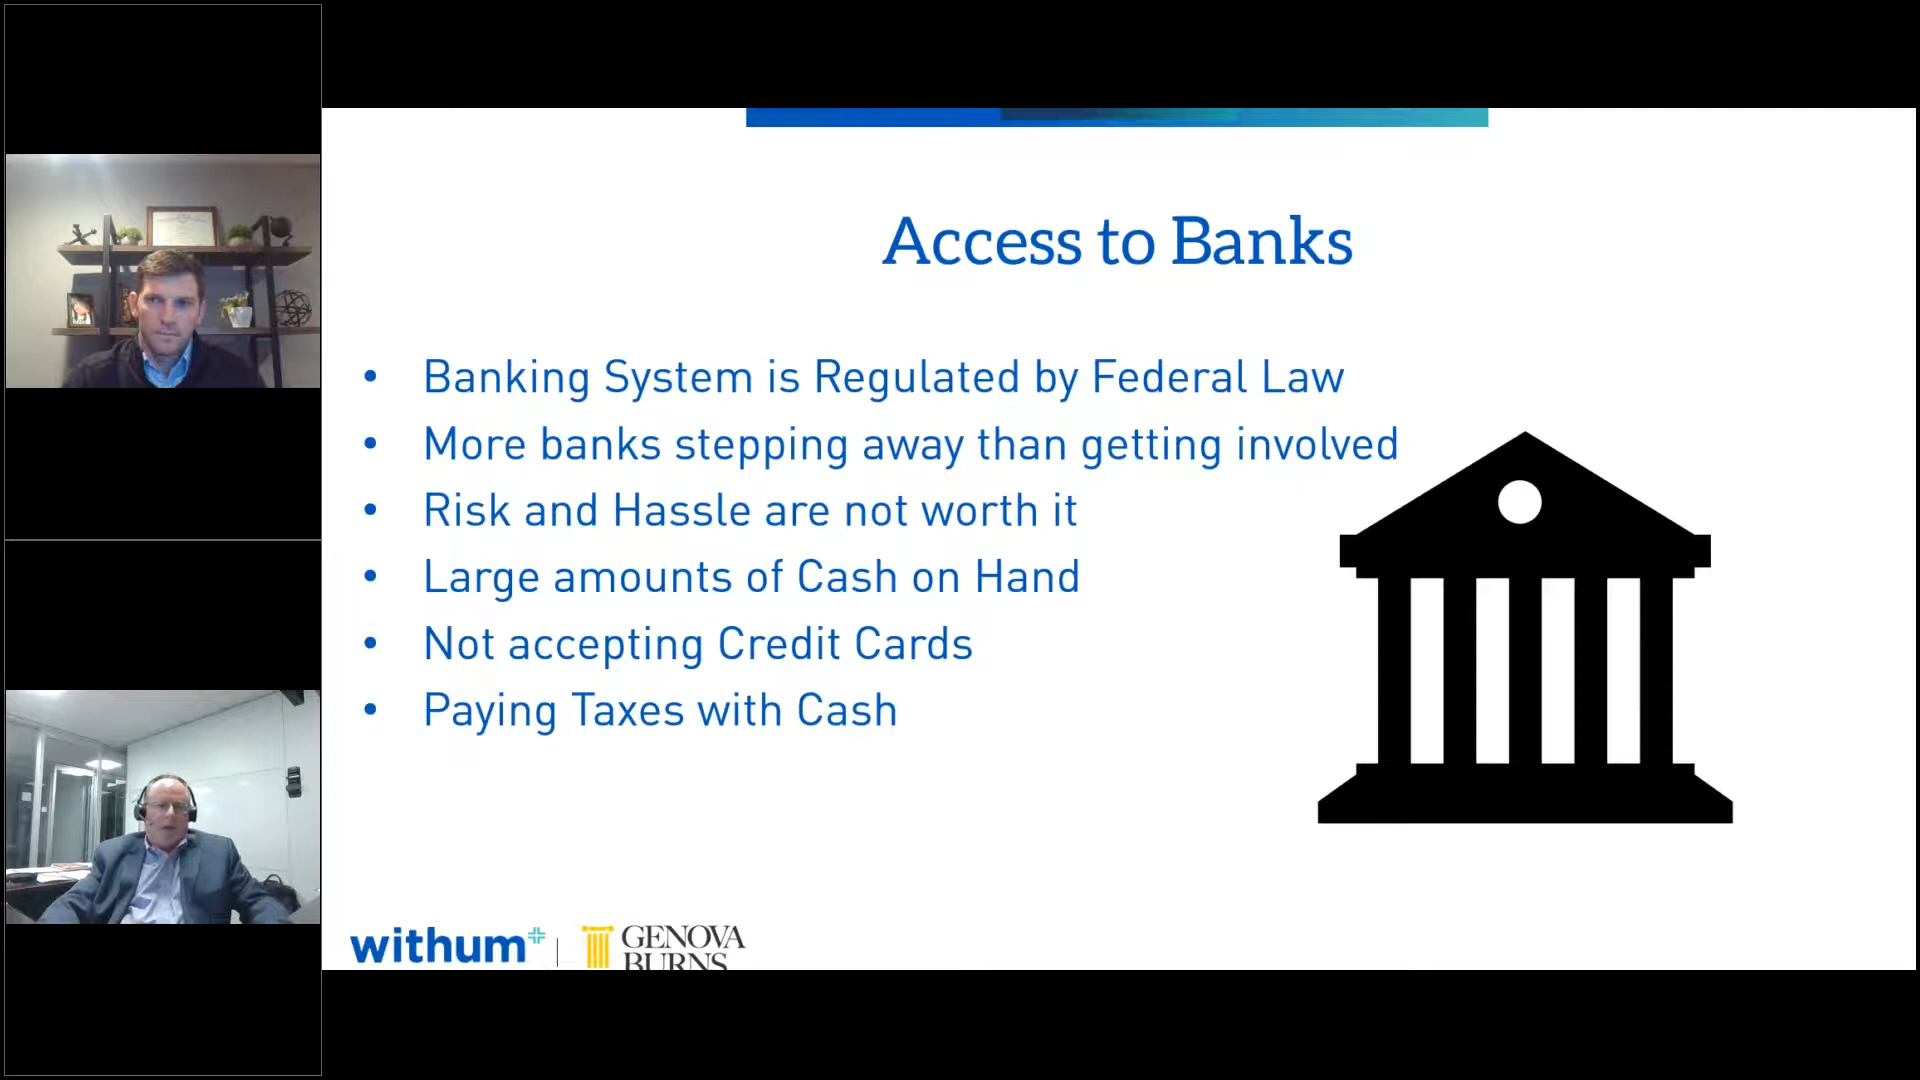 Access to Banks
• Banking System is Regulated by Federal Law
• More banks stepping away than getting involved
• Risk and Hassle are not worth it
• Large amounts of Cash on Hand
• Not accepting Credit Cards
• Paying Taxes with Cash
withum+
GENOVA
BURNS